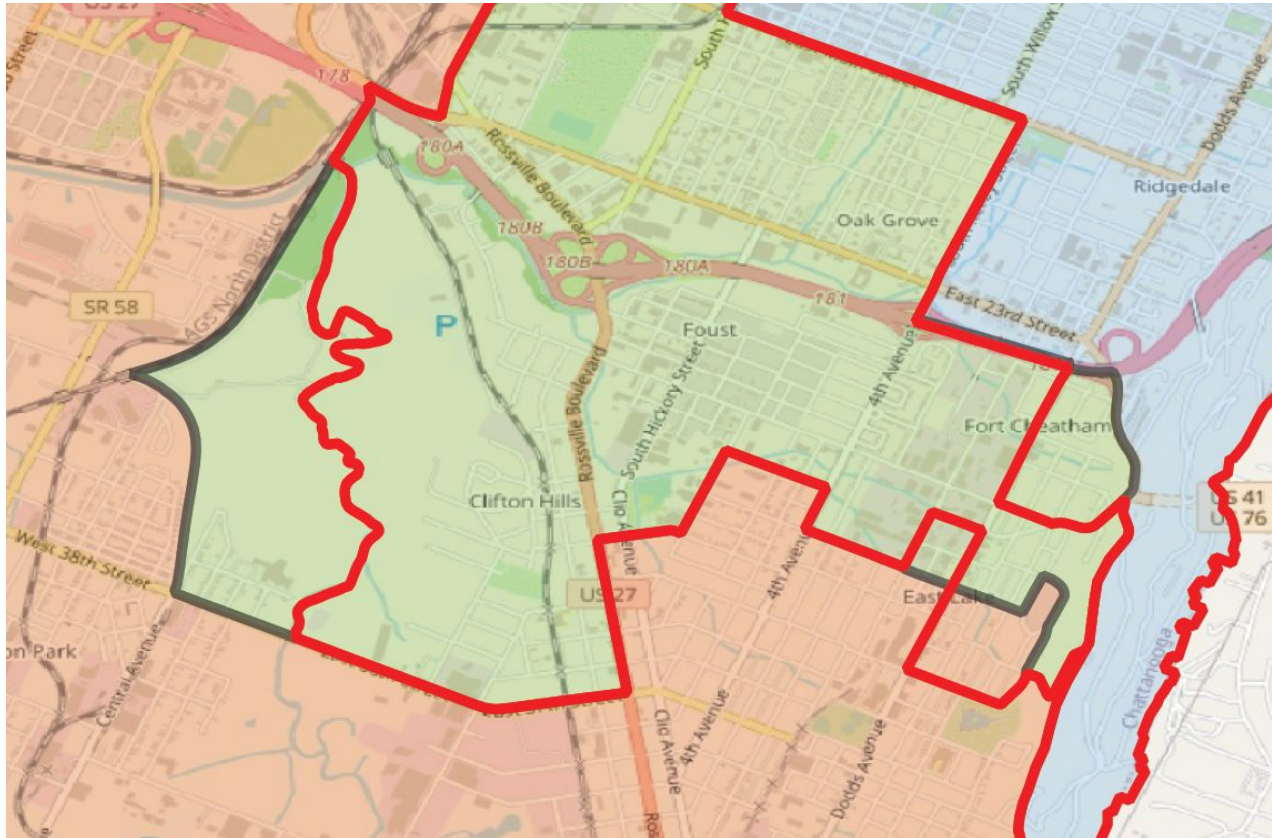 US 27
178
South Willow S
Dodds Avenue
180A
Rossville Boulevard
Ridgedale
Oak Grove
180B
180B
180A
181
AGS North District
SR 58
P
Foust
East 23rd Street
Rossville Boulevard
South Hickory Street
4th Avenue
Fort Cheatham
Clifton Hills
Clio Avenue
US 41
US 76
West 38th Street
US 27
4th Avenue
East Lake
on Park
Central Avenue
Chattanooga
Clio Avenue
4th Avenue
Dodds Avenue